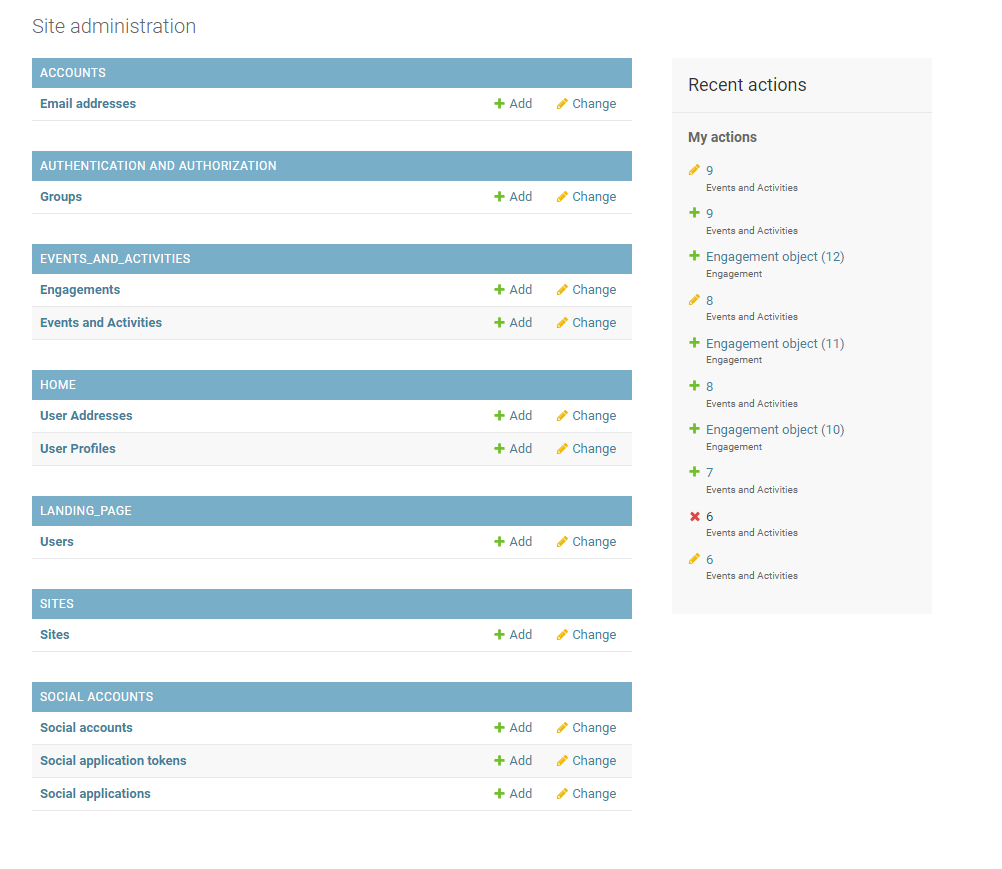 Site administration
ACCOUNTS
Email addresses Add Change
AUTHENTICATION AND AUTHORIZATION
Groups Add Change
EVENTS_AND_ACTIVITIES
Engagements Add Change
Events and Activities Add Change
HOME
User Addresses Add Change
User Profiles Add Change
LANDING_PAGE
Users Add Change
SITES
Sites Add Change
SOCIAL ACCOUNTS
Social accounts Add Change
Social application tokens Add Change
Social applications Add Change
Recent actions
My actions
9
Events and Activities
9
Events and Activities
Engagement object (12)
Engagement
8
Events and Activities
Engagement object (11)
Engagement
8
Events and Activities
Engagement object (10)
Engagement
7
Events and Activities
6
Events and Activities
6
Events and Activities